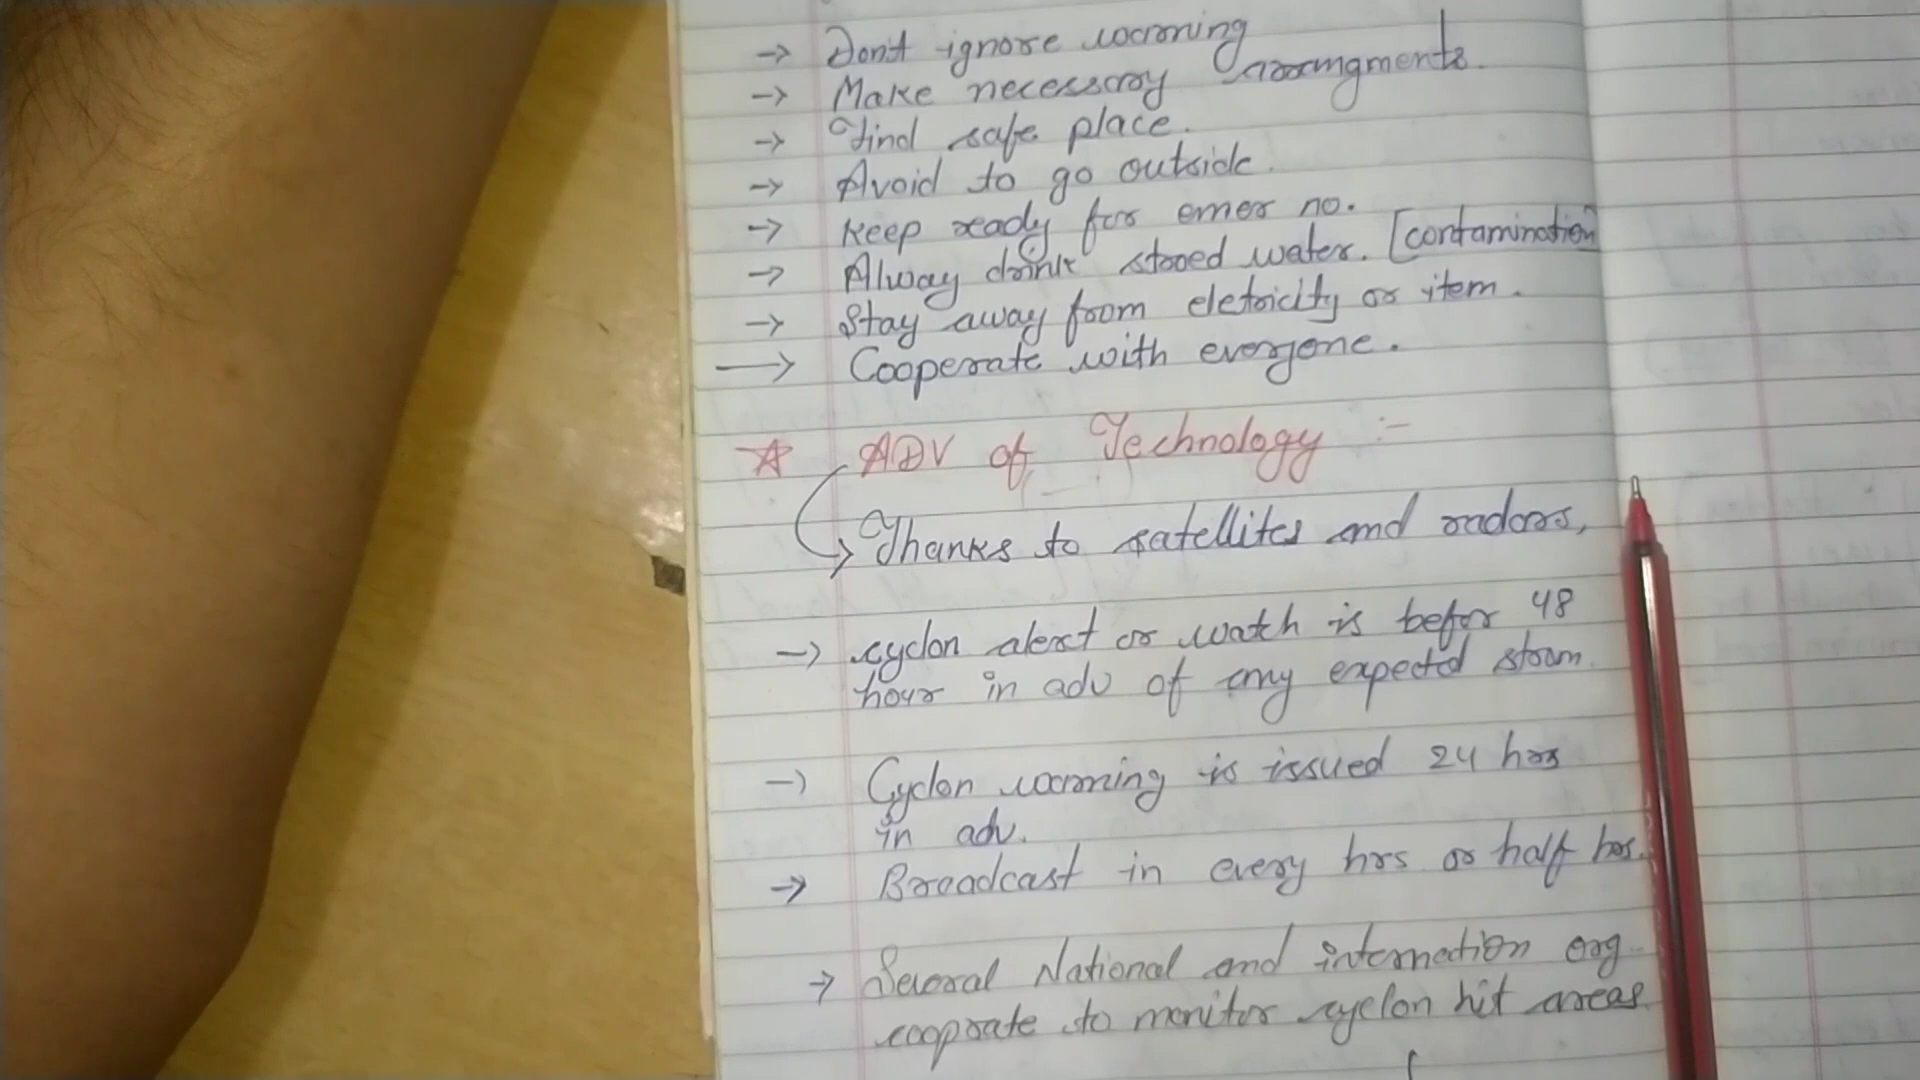 → Don't ignore warning
→ Make necessary arrangments.
→ Find safe place.
→ Avoid to go outside.
→ Keep ready for emer no.
→ Alway drink stored water. [contamination]
→ Stay away from eletricity or item.
→ Cooperate with everyone.
☆ ADV of Technology :-
→ Thanks to satellites and radars,
→ cyclon alert or watch is befor 48
hour in adv of any expected storm
→ Cyclon warning is issued 24 hrs
in adv.
→ Broadcast in every hrs or half hrs.
→ Several National and internation org
cooprate to monitor cyclon hit areas